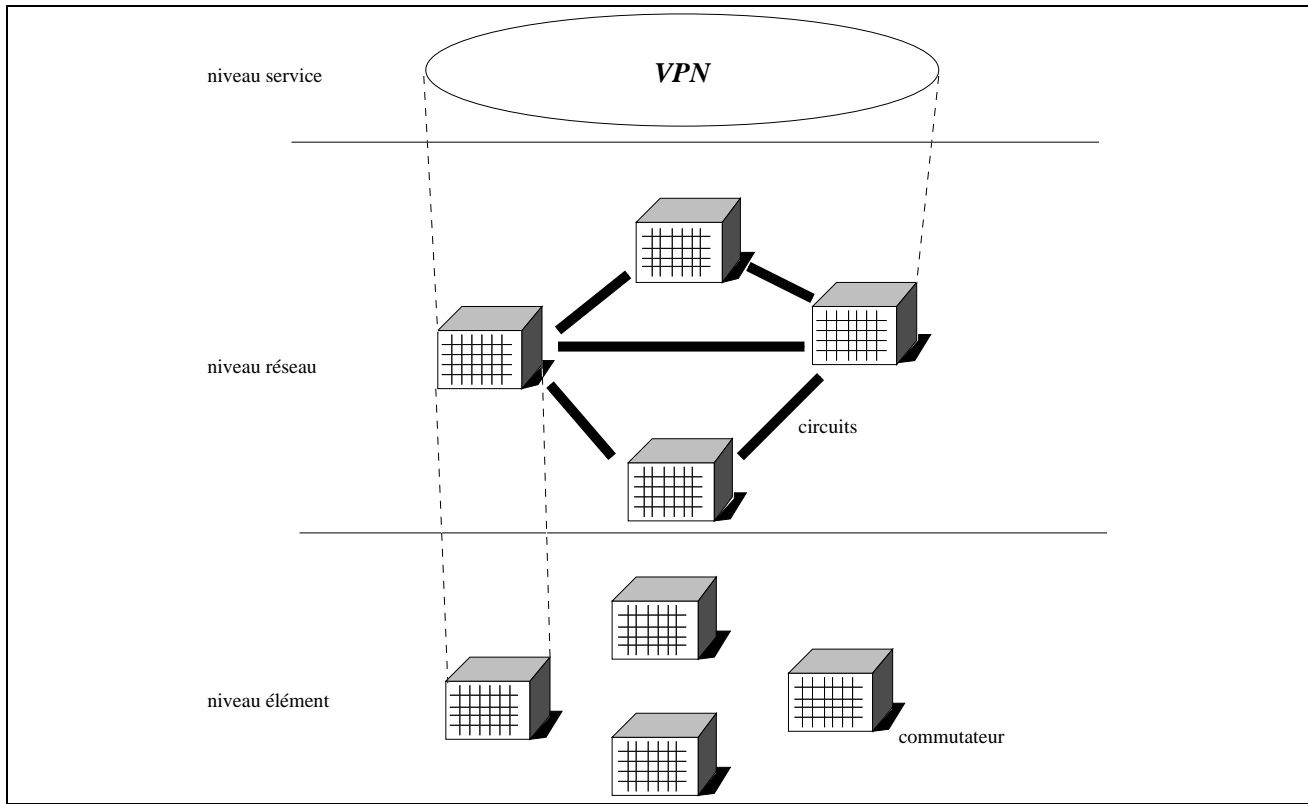 niveau service
VPN
niveau réseau
circuits
niveau élément
commutateur